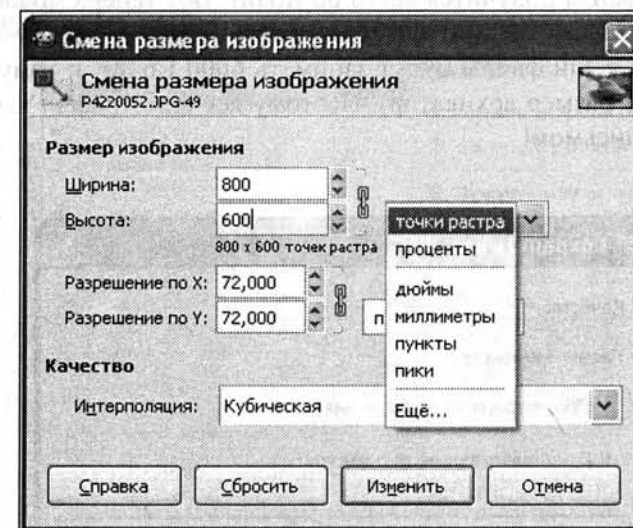 Смена размера изображения
Смена размера изображения
P4220052.JPG-49
Размер изображения
Ширина: 800
Высота: 600 точки растра
800 x 600 точек растра проценты
дюймы
Разрешение по X: 72,000
миллиметры
Разрешение по Y: 72,000 п
пункты
пики
Качество
Интерполяция: Кубическая
Ещё...
Справка Сбросить Изменить Отмена